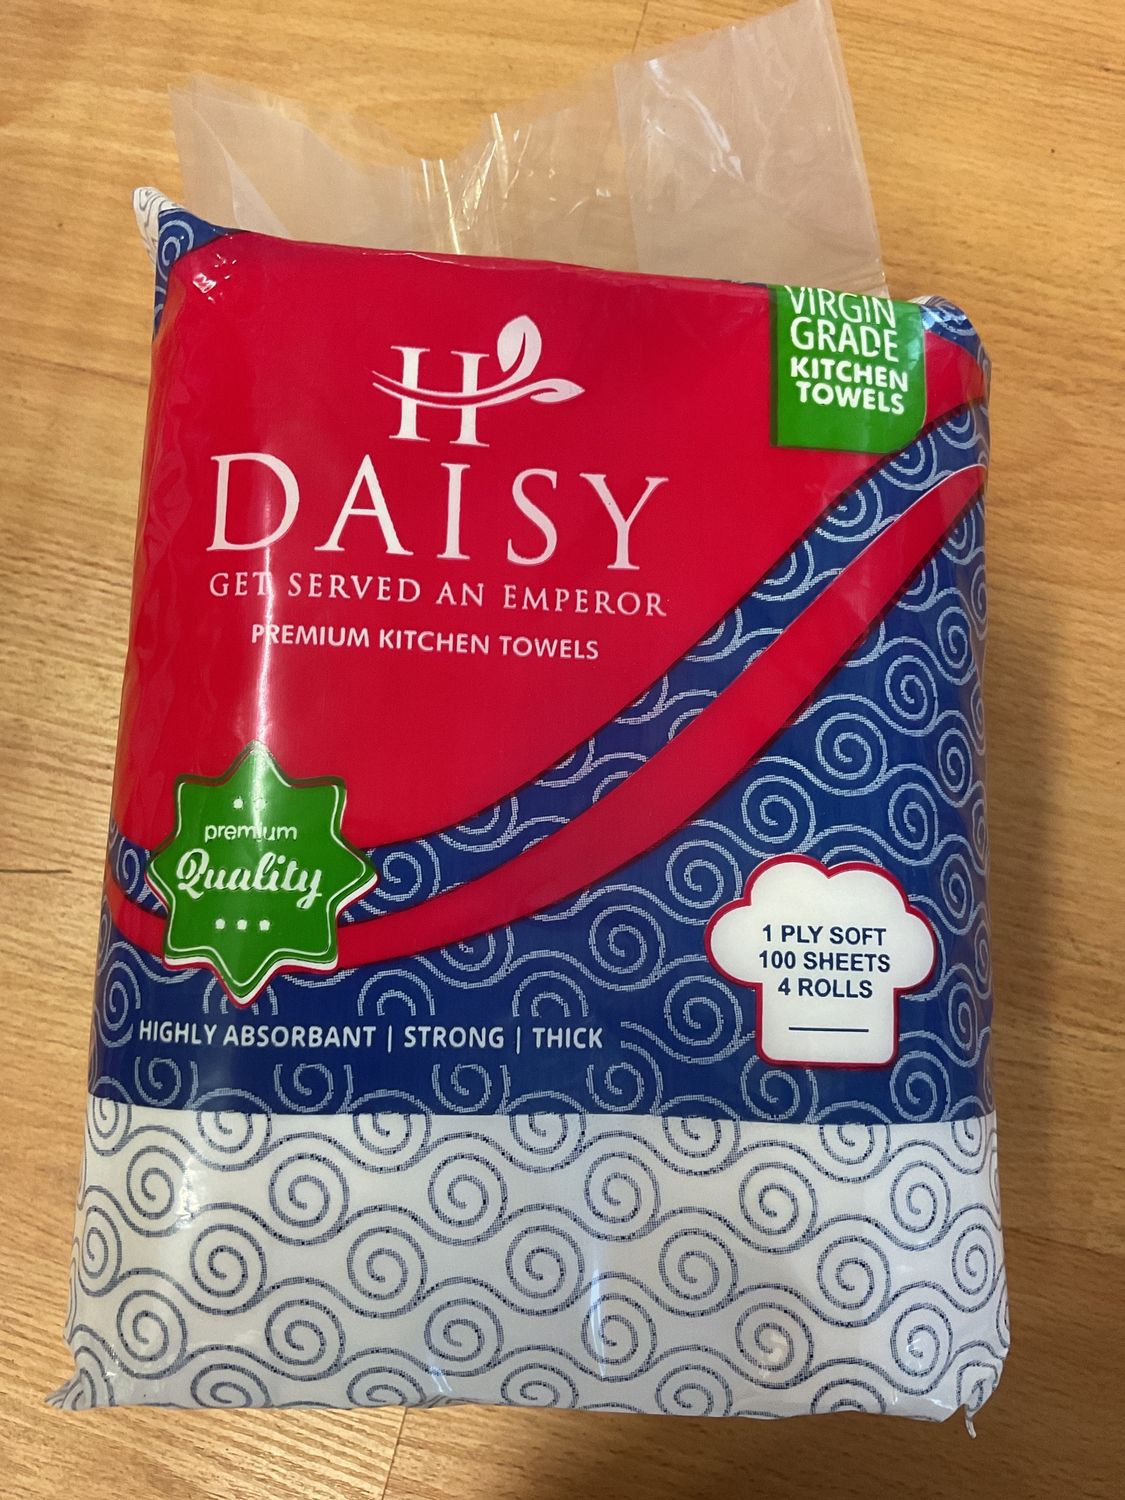 VIRGIN
GRADE
KITCHEN
TOWELS
H
DAISY
GET SERVED AN EMPEROR
PREMIUM KITCHEN TOWELS
premium
Quality
1 PLY SOFT
100 SHEETS
4 ROLLS
HIGHLY ABSORBANT | STRONG | THICK